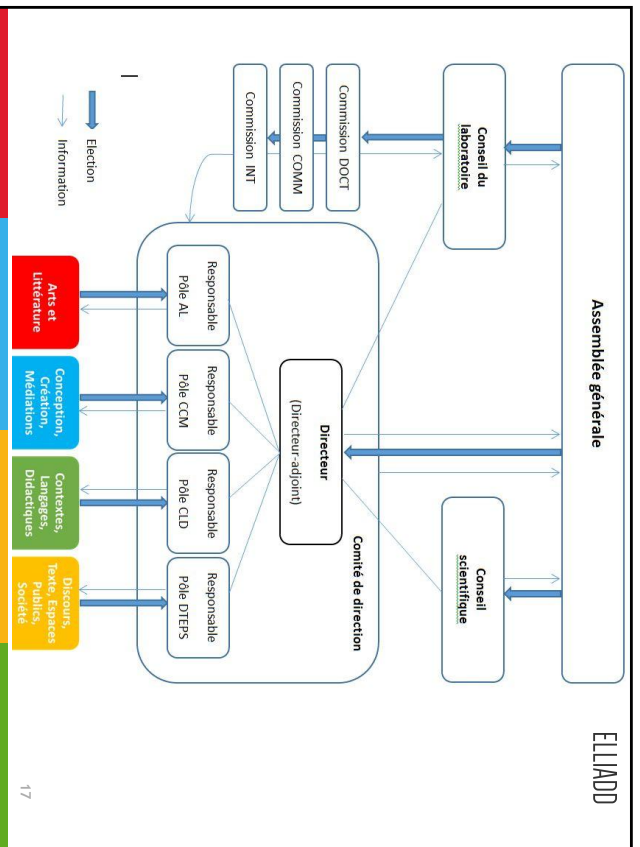 ELLIADD
Assemblée générale
Conseil du
laboratoire
Conseil
scientifique
Commission DOCT
Commission COMM
Commission INT
Comité de direction
Directeur
(Directeur-adjoint)
Responsable
Pôle AL
Responsable
Pôle CCM
Responsable
Pôle CLD
Responsable
Pôle DTEPS
Election
Information
Arts et
Littérature
Conception,
Création,
Médiations
Contextes,
Langages,
Didactiques
Discours,
Texte, Espaces
Publics,
Société
17